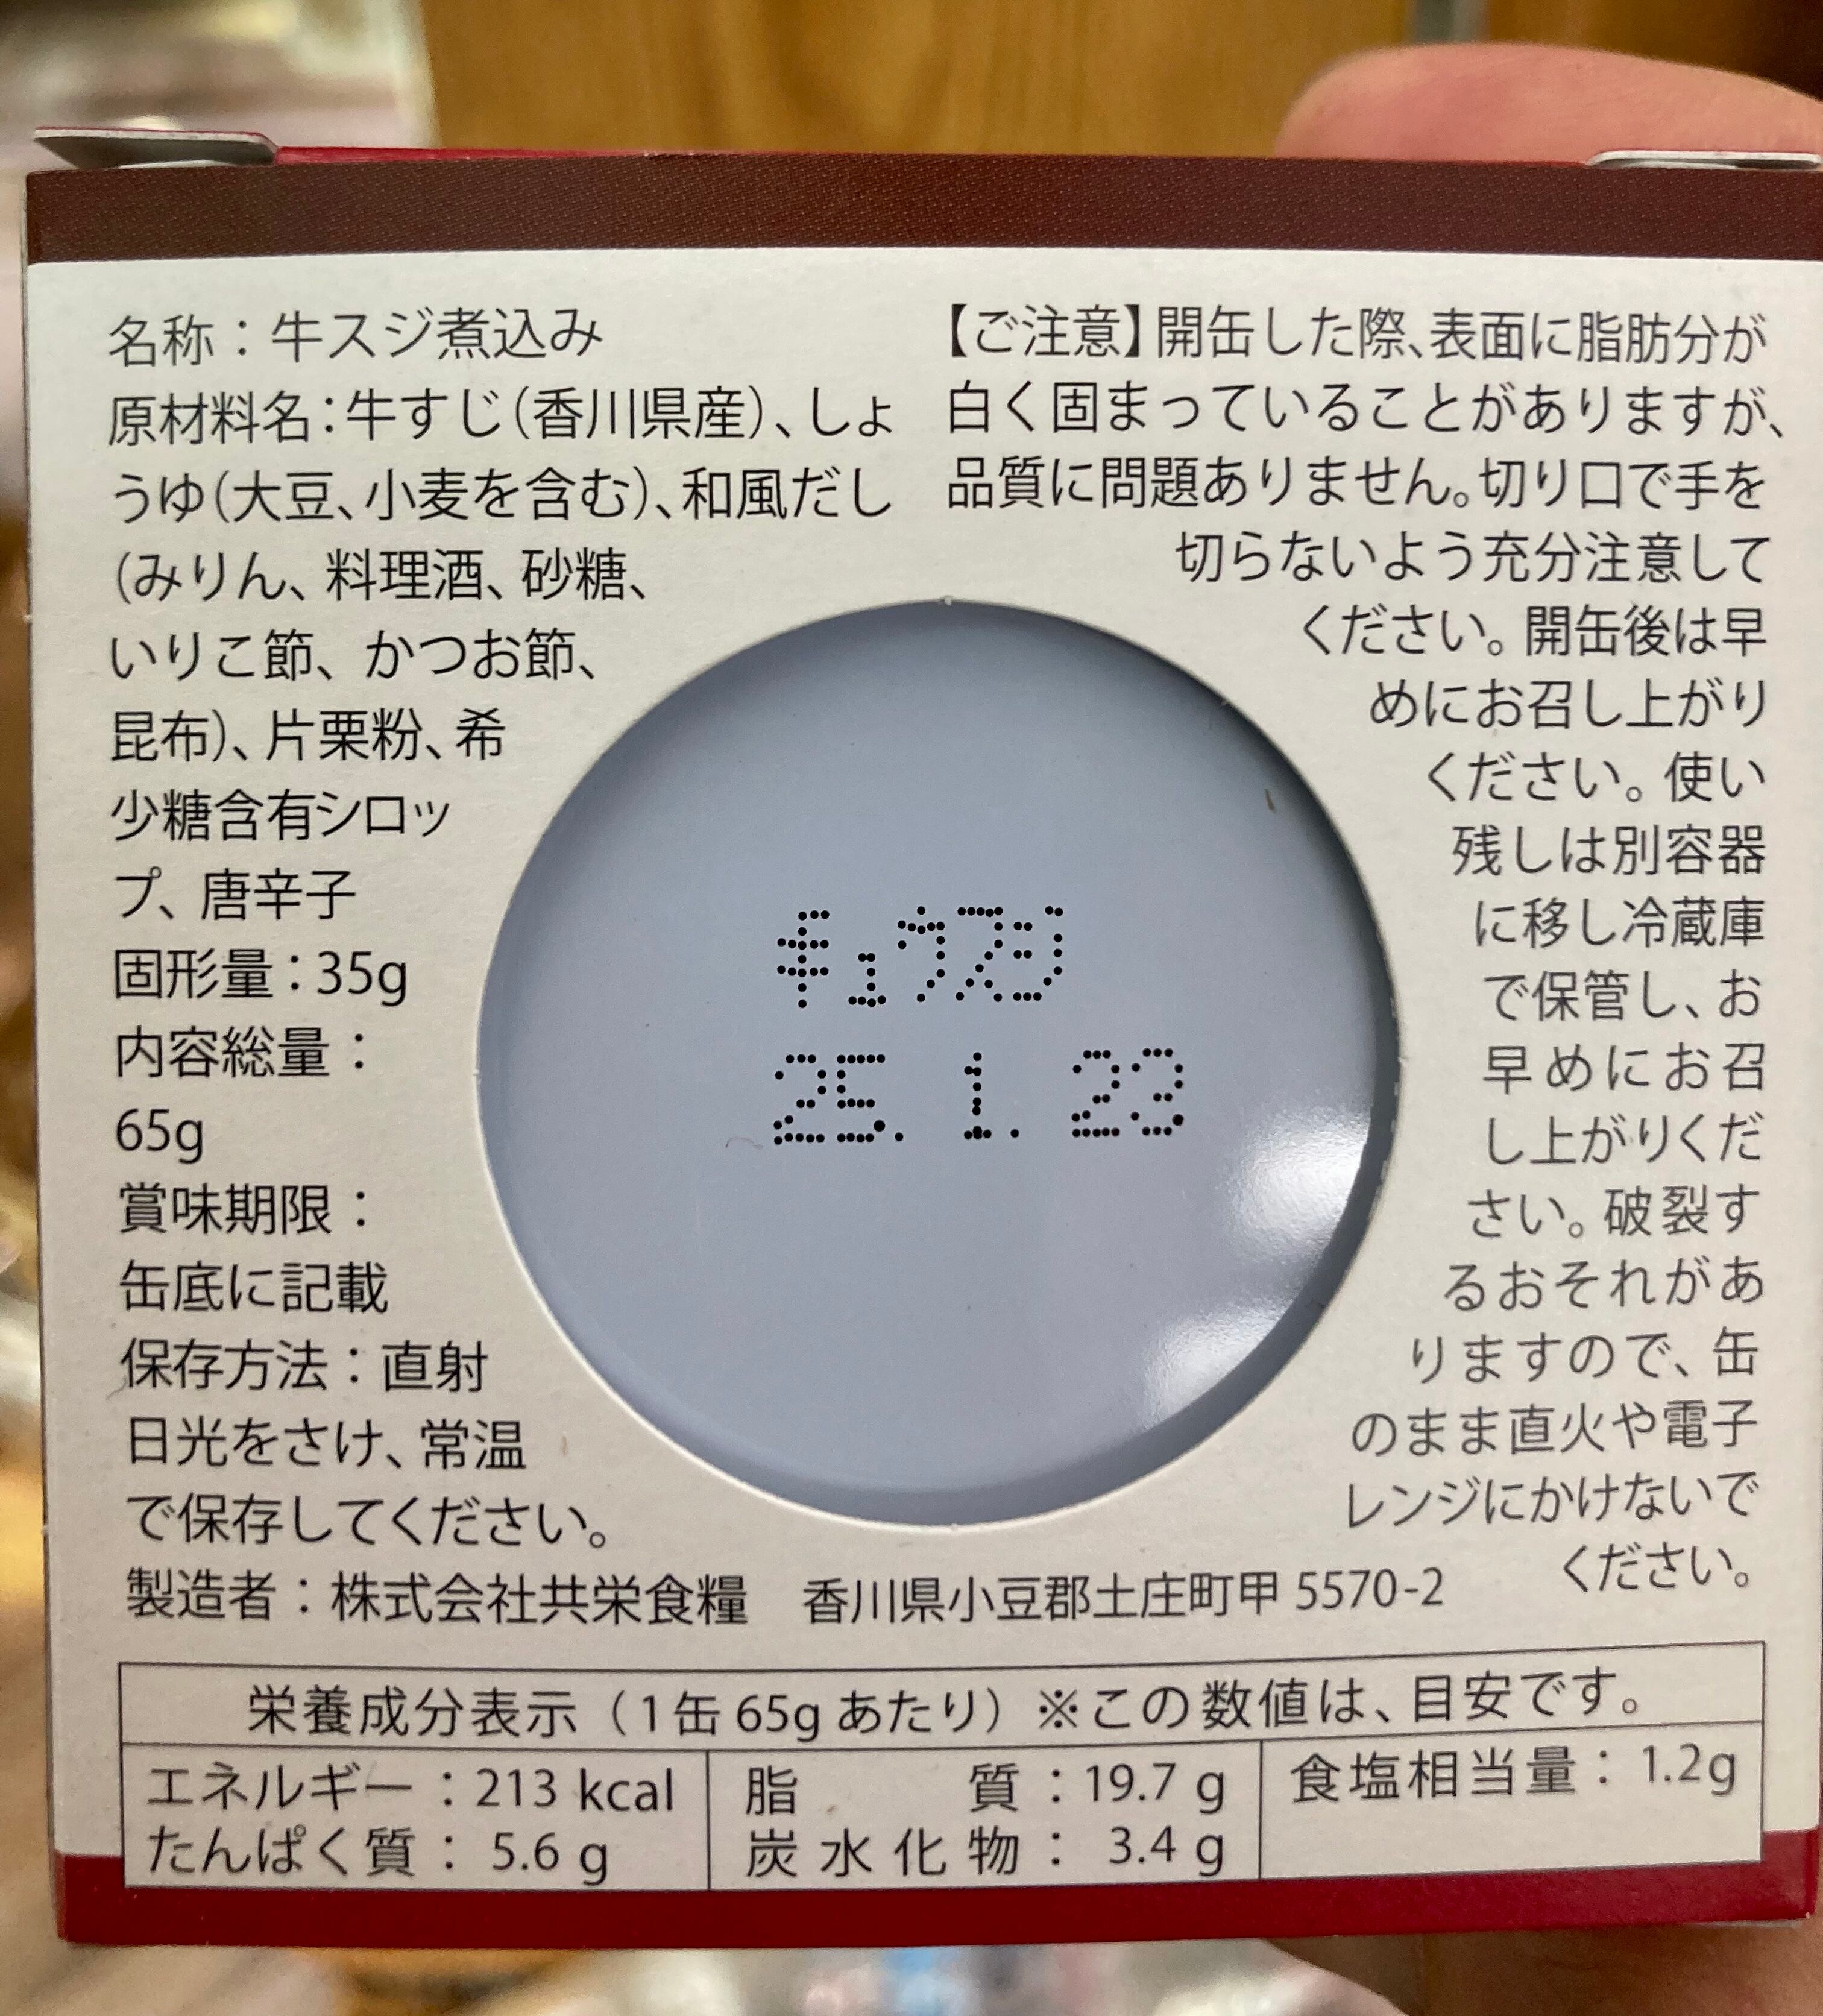 名称：牛スジ煮込み
原材料名：牛すじ（香川県産）、しょ
うゆ（大豆、小麦を含む）、和風だし
（みりん、料理酒、砂糖、
いりこ節、かつお節、
昆布）、片栗粉、希
少糖含有シロッ
プ、唐辛子
固形量：35g
内容総量：
65g
賞味期限：
缶底に記載
保存方法：直射
日光をさけ、常温
で保存してください。
製造者：株式会社共栄食糧　香川県小豆郡土庄町甲 5570-2
【ご注意】開缶した際、表面に脂肪分が
白く固まっていることがありますが、
品質に問題ありません。切り口で手を
切らないよう充分注意して
ください。開缶後は早
めにお召し上がり
ください。使い
残しは別容器
に移し冷蔵庫
で保管し、お
早めにお召
し上がりくだ
さい。破裂す
るおそれがあ
りますので、缶
のまま直火や電子
レンジにかけないで
ください。
ギュウスジ
25. 1. 23
栄養成分表示（1缶 65g あたり）※この数値は、目安です。
エネルギー：213 kcal
たんぱく質：5.6 g
脂質：19.7 g
炭水化物：3.4 g
食塩相当量：1.2g